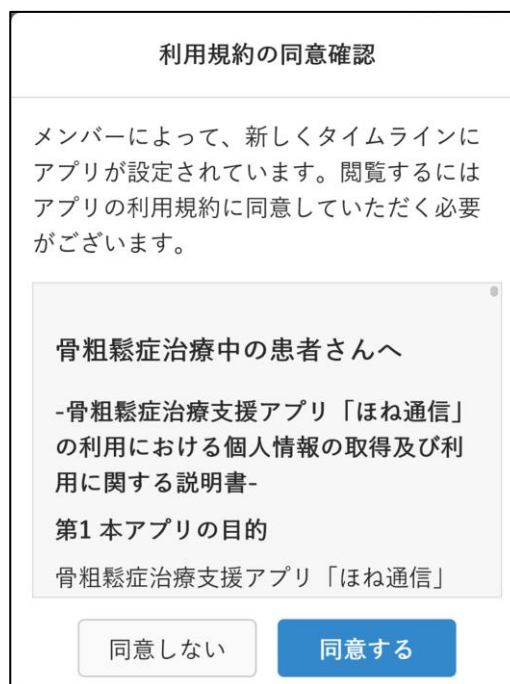 利用規約の同意確認
メンバーによって、新しくタイムラインに
アプリが設定されています。閲覧するには
アプリの利用規約に同意していただく必要
がございます。
骨粗鬆症治療中の患者さんへ
-骨粗鬆症治療支援アプリ「ほね通信」
の利用における個人情報の取得及び利
用に関する説明書-
第1 本アプリの目的
骨粗鬆症治療支援アプリ「ほね通信」
同意しない
同意する